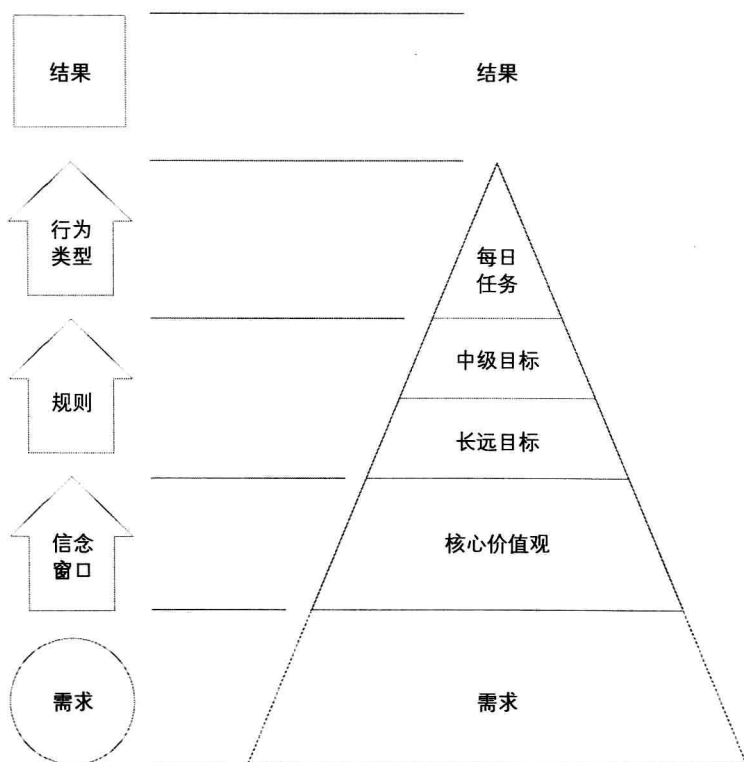 结果
结果
行为
类型
每日
任务
中级目标
规则
长远目标
信念
窗口
核心价值观
需求
需求